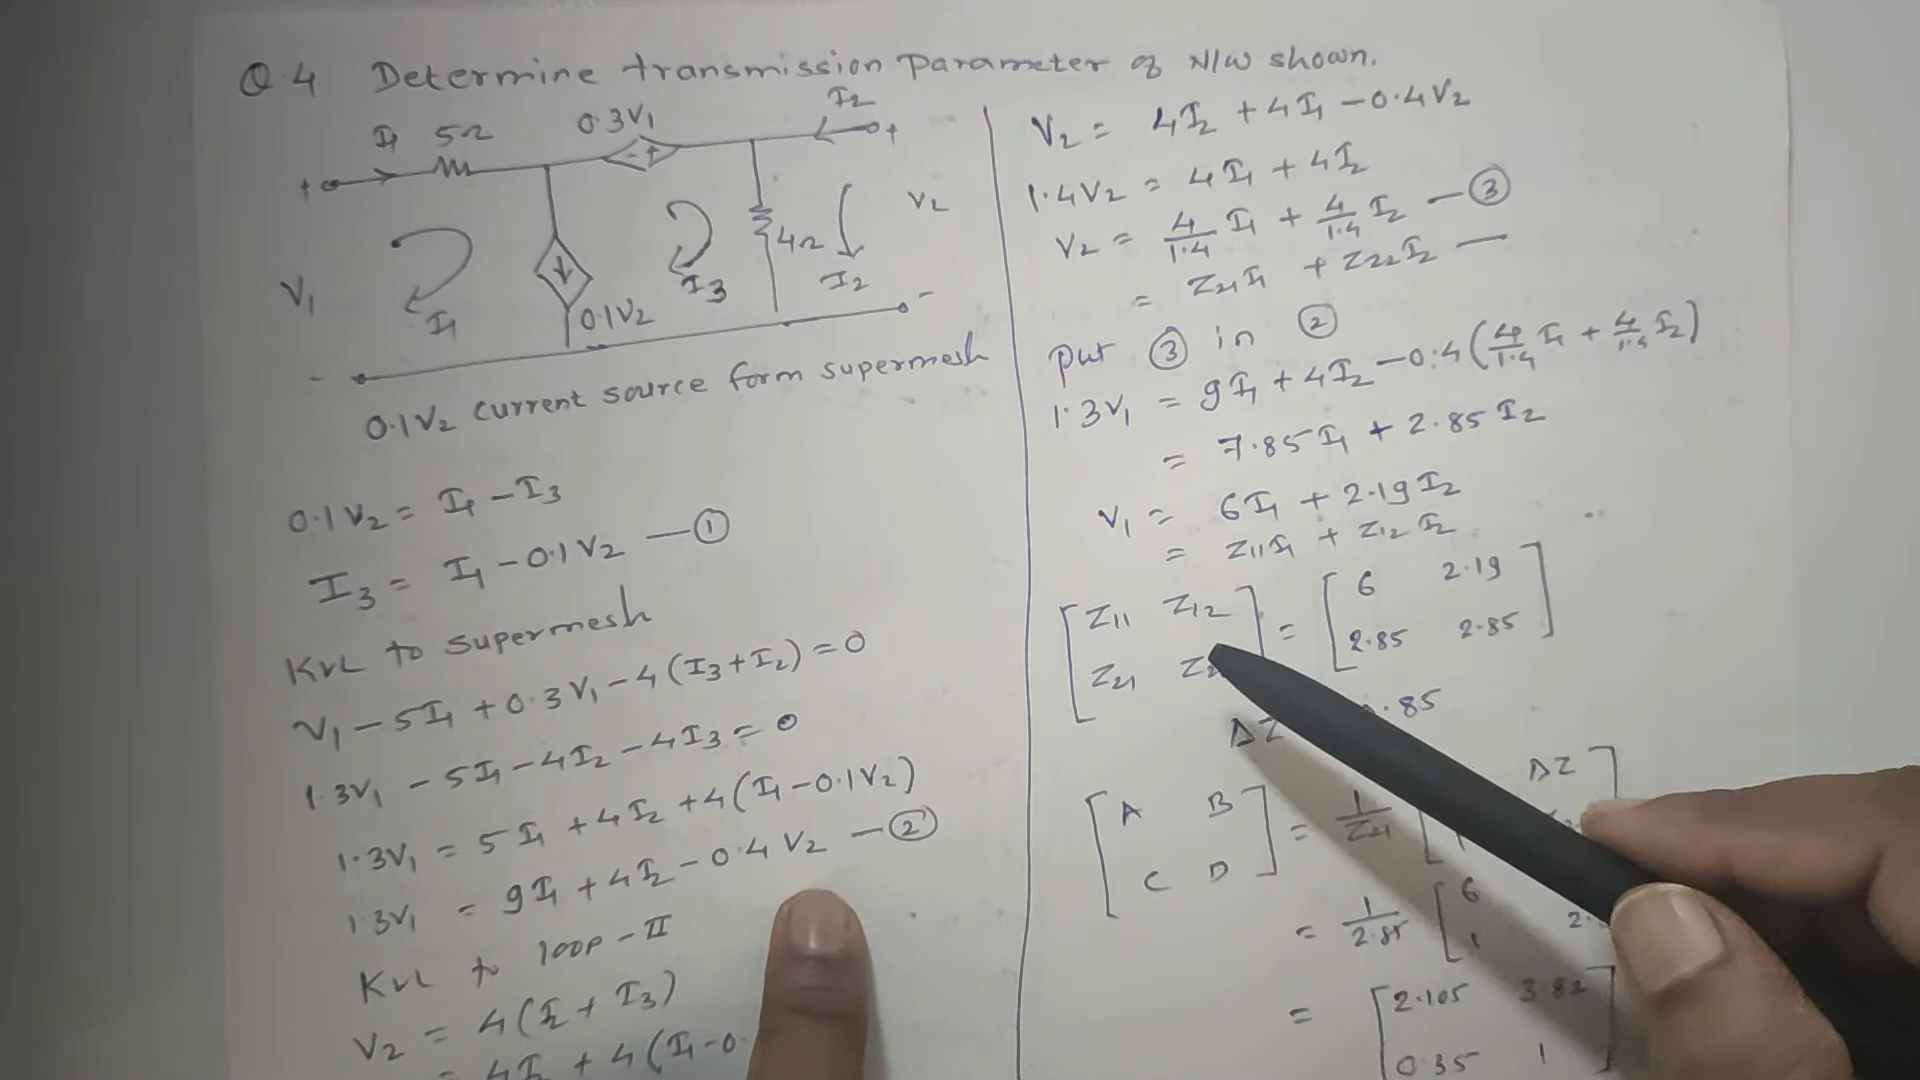 Q.4 Determine transmission Parameter of N/W shown.
I1 5Ω 0.3V1 I2
+ - + +
V1 I1 I3 4Ω I2 V2
0.1V2
- -
0.1V2 current source form supermesh
0.1V2 = I1 - I3
I3 = I1 - 0.1V2 — ①
KVL to supermesh
V1 - 5I1 + 0.3V1 - 4(I3+I2) = 0
1.3V1 - 5I1 - 4I2 - 4I3 = 0
1.3V1 = 5I1 + 4I2 + 4(I1 - 0.1V2)
1.3V1 = 9I1 + 4I2 - 0.4V2 — ②
KVL to loop - II
V2 = 4(I2 + I3)
= 4I2 + 4(I1 - 0.
V2 = 4I2 + 4I1 - 0.4V2
1.4V2 = 4I1 + 4I2
V2 = 4/1.4 I1 + 4/1.4 I2 — ③
= Z21I1 + Z22I2 —
put ③ in ②
1.3V1 = 9I1 + 4I2 - 0.4(4/1.4 I1 + 4/1.4 I2)
= 7.85I1 + 2.85I2
V1 = 6I1 + 2.19I2
= Z11I1 + Z12I2
[Z11 Z12] = [6 2.19]
[Z21 Z2 ] [2.85 2.85]
ΔZ .85
[A B] = 1/Z21 [ ΔZ]
[C D] [1
= 1/2.85 [6
[1 2.
= [2.105 3.82]
[0.35 1]